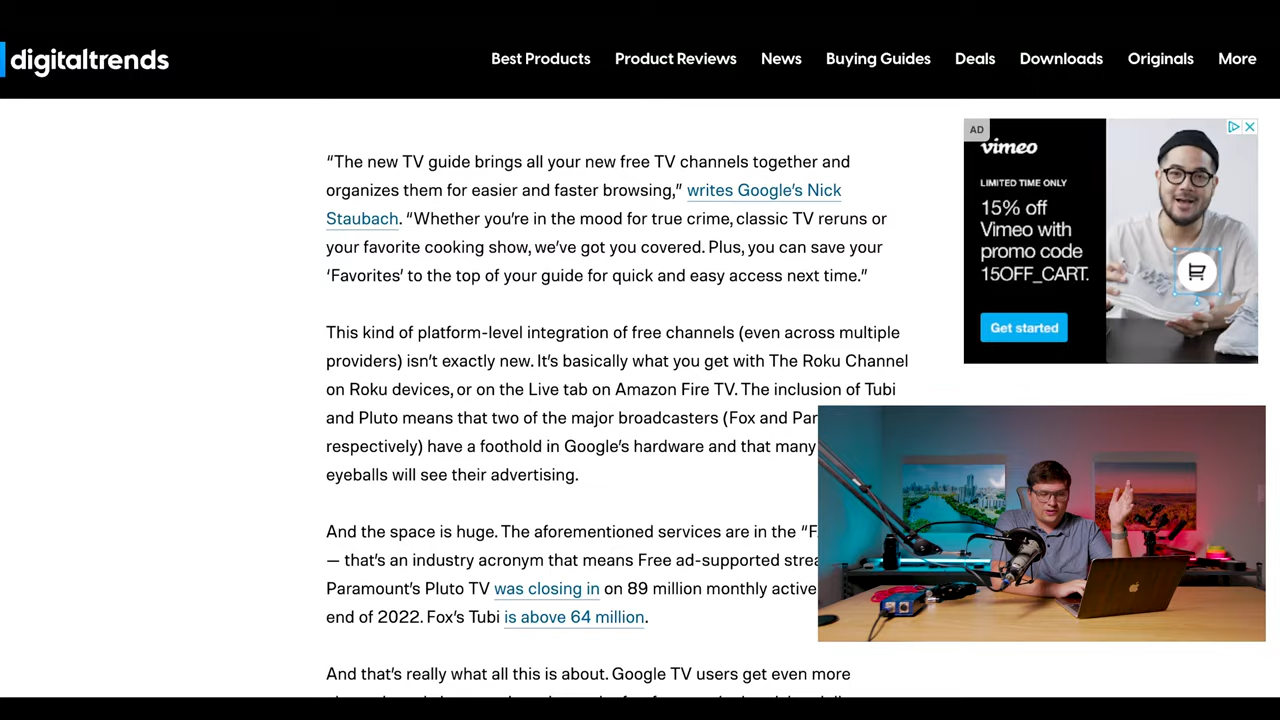 digitaltrends
Best Products Product Reviews News Buying Guides Deals Downloads Originals More
“The new TV guide brings all your new free TV channels together and
organizes them for easier and faster browsing,” writes Google’s Nick
Staubach. “Whether you’re in the mood for true crime, classic TV reruns or
your favorite cooking show, we’ve got you covered. Plus, you can save your
‘Favorites’ to the top of your guide for quick and easy access next time.”
This kind of platform-level integration of free channels (even across multiple
providers) isn’t exactly new. It’s basically what you get with The Roku Channel
on Roku devices, or on the Live tab on Amazon Fire TV. The inclusion of Tubi
and Pluto means that two of the major broadcasters (Fox and Par
respectively) have a foothold in Google’s hardware and that many
eyeballs will see their advertising.
And the space is huge. The aforementioned services are in the “F
— that’s an industry acronym that means Free ad-supported strea
Paramount’s Pluto TV was closing in on 89 million monthly active
end of 2022. Fox’s Tubi is above 64 million.
And that’s really what all this is about. Google TV users get even more
AD
vimeo
LIMITED TIME ONLY
15% off
Vimeo with
promo code
15OFF_CART.
Get started